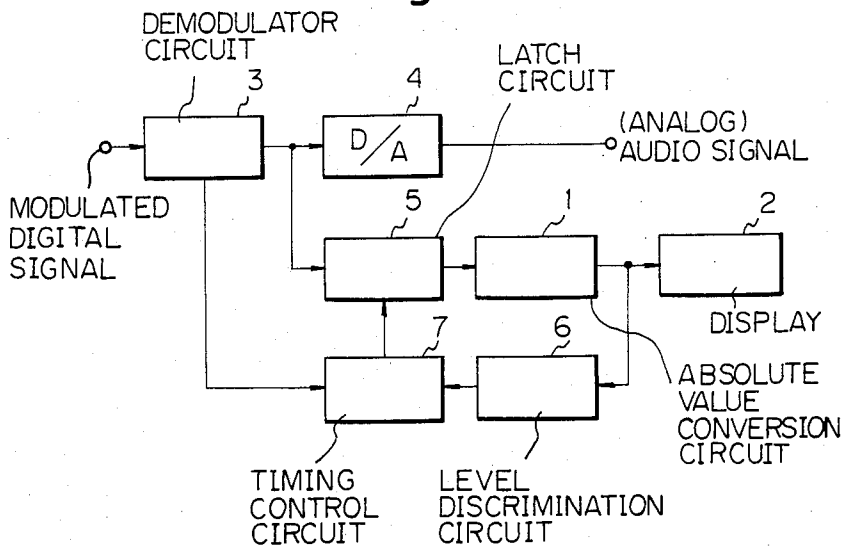 DEMODULATOR
CIRCUIT
3
4
LATCH
CIRCUIT
D/A
(ANALOG)
AUDIO SIGNAL
MODULATED
DIGITAL
SIGNAL
5
1
2
DISPLAY
7
6
ABSOLUTE
VALUE
CONVERSION
CIRCUIT
TIMING
CONTROL
CIRCUIT
LEVEL
DISCRIMINATION
CIRCUIT